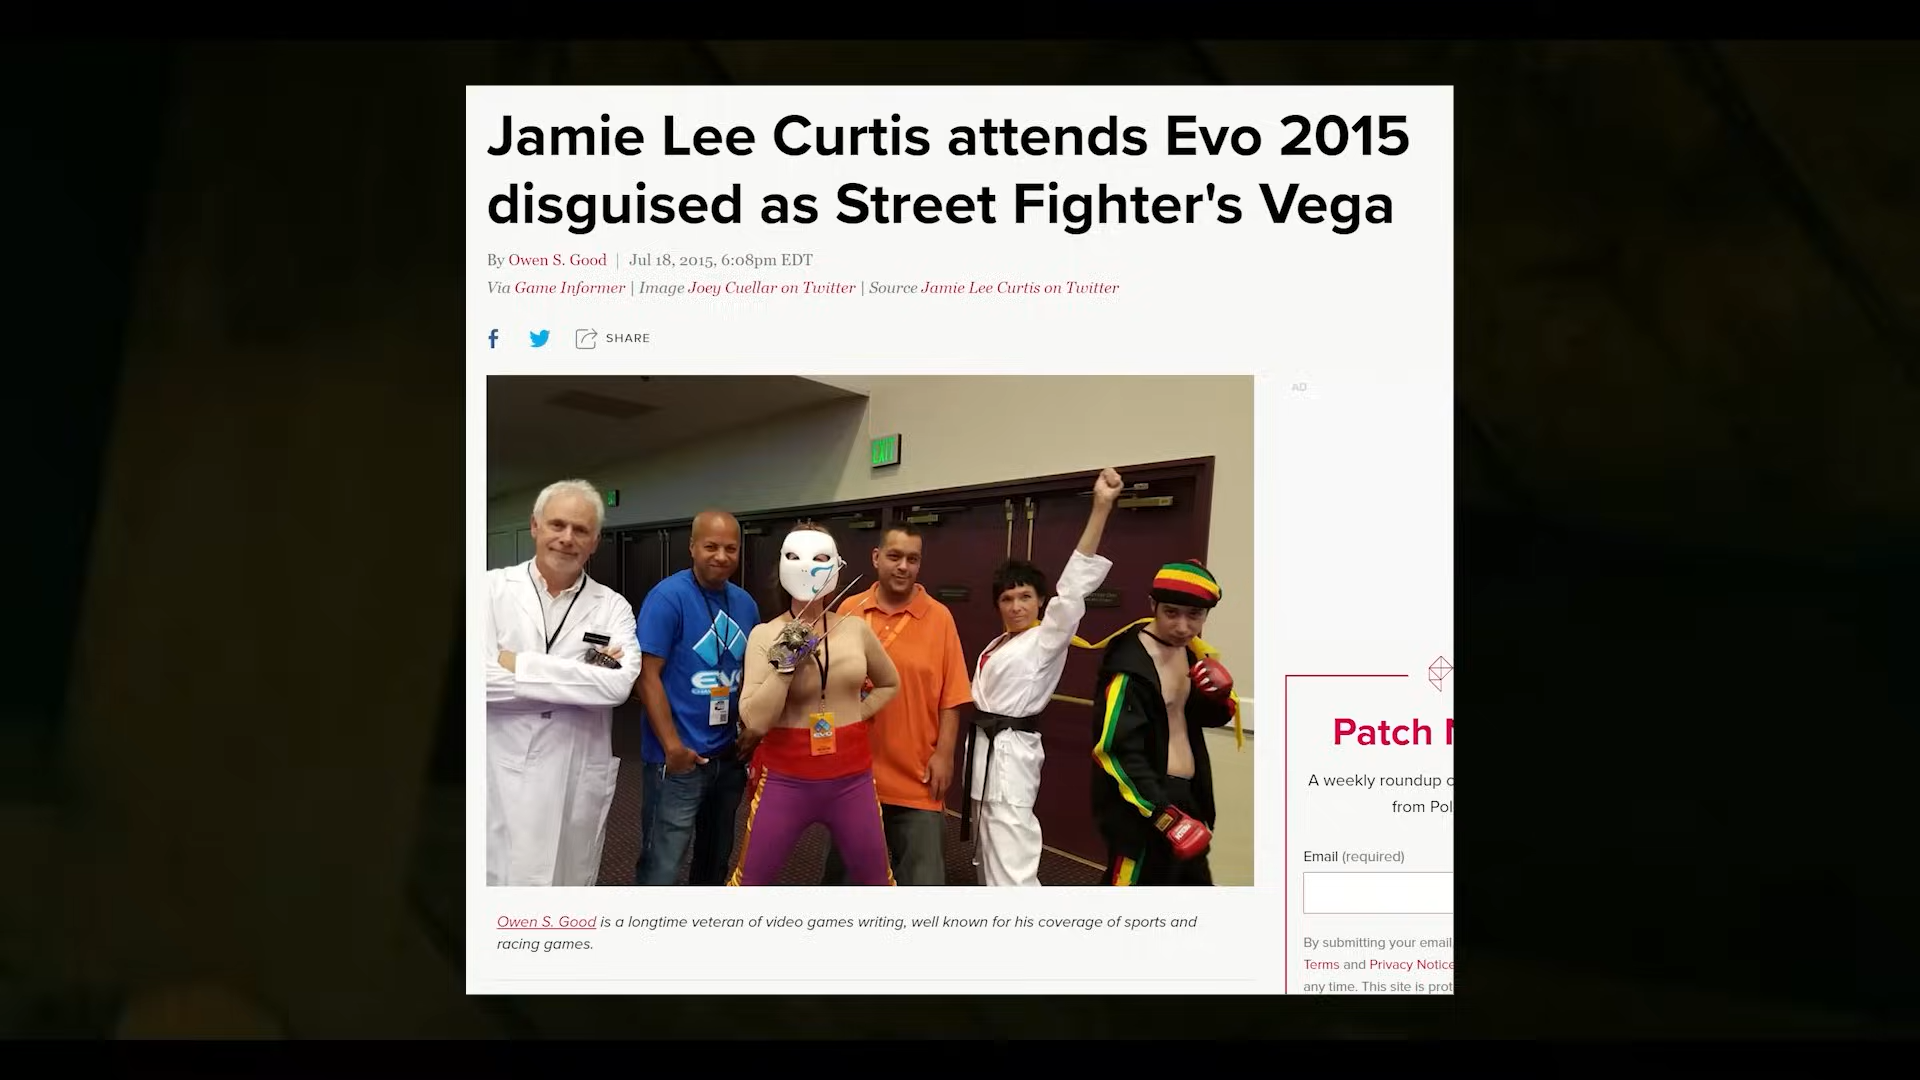 Jamie Lee Curtis attends Evo 2015
disguised as Street Fighter's Vega
By Owen S. Good | Jul 18, 2015, 6:08pm EDT
Via Game Informer | Image Joey Cuellar on Twitter | Source Jamie Lee Curtis on Twitter
SHARE
AD
EXIT
EVO
Patch
A weekly roundup
from Pol
Email (required)
By submitting your email
Terms and Privacy Notice
any time. This site is prot
Owen S. Good is a longtime veteran of video games writing, well known for his coverage of sports and
racing games.